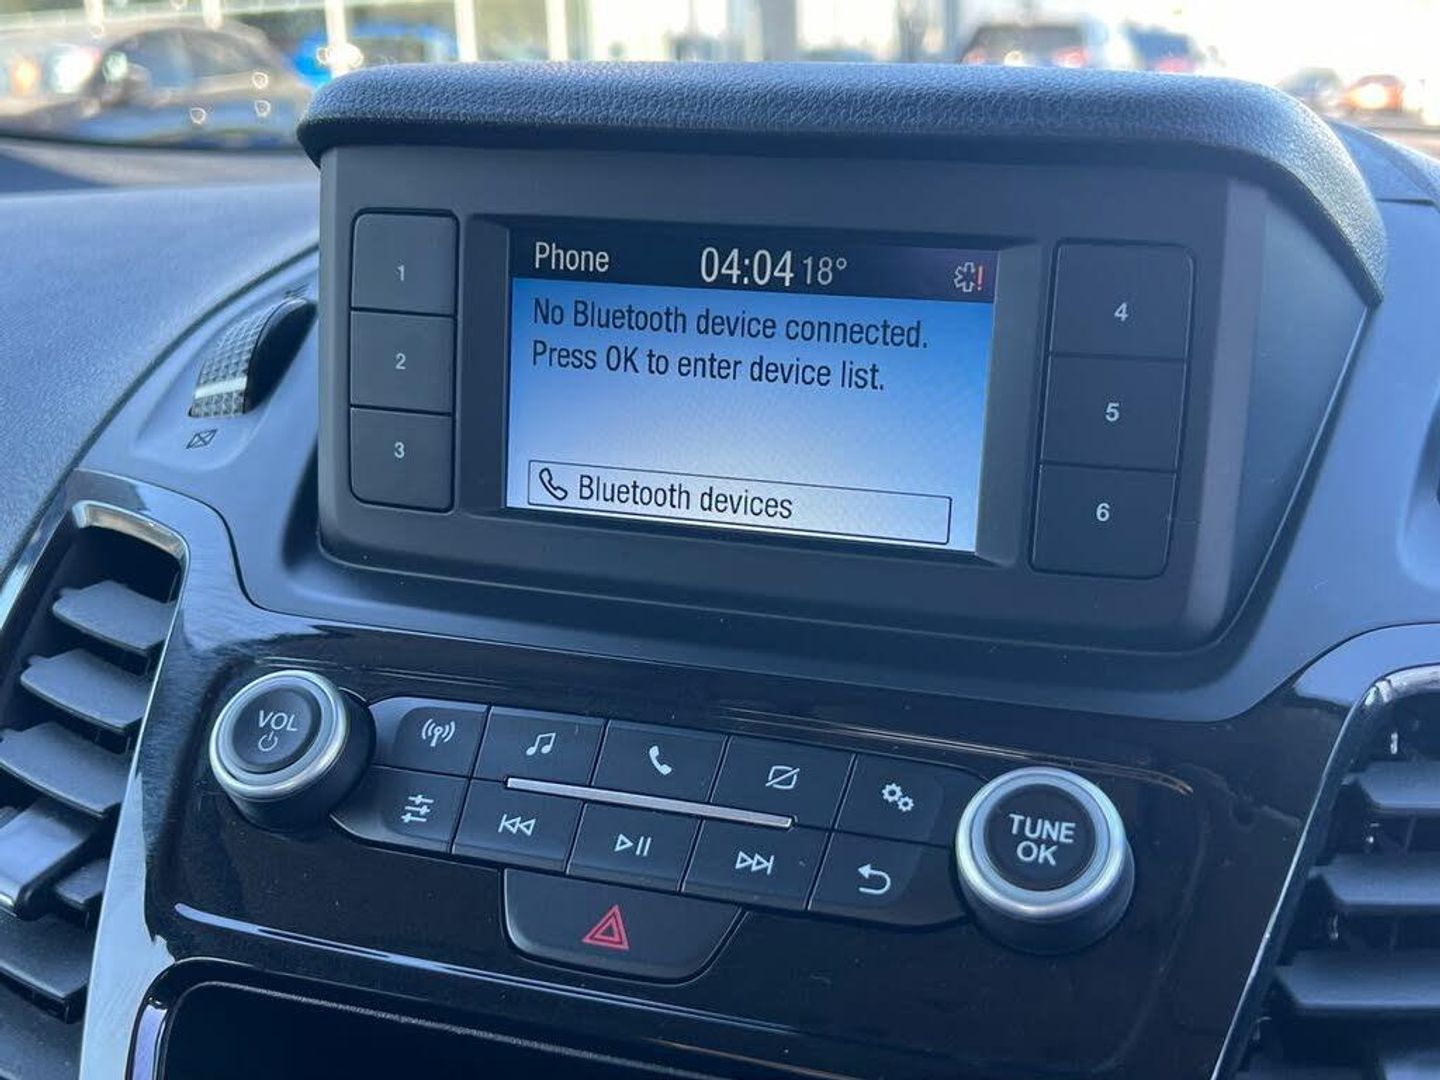 Phone 04:04 18°
No Bluetooth device connected.
Press OK to enter device list.
Bluetooth devices
1
2
3
4
5
6
VOL
TUNE
OK